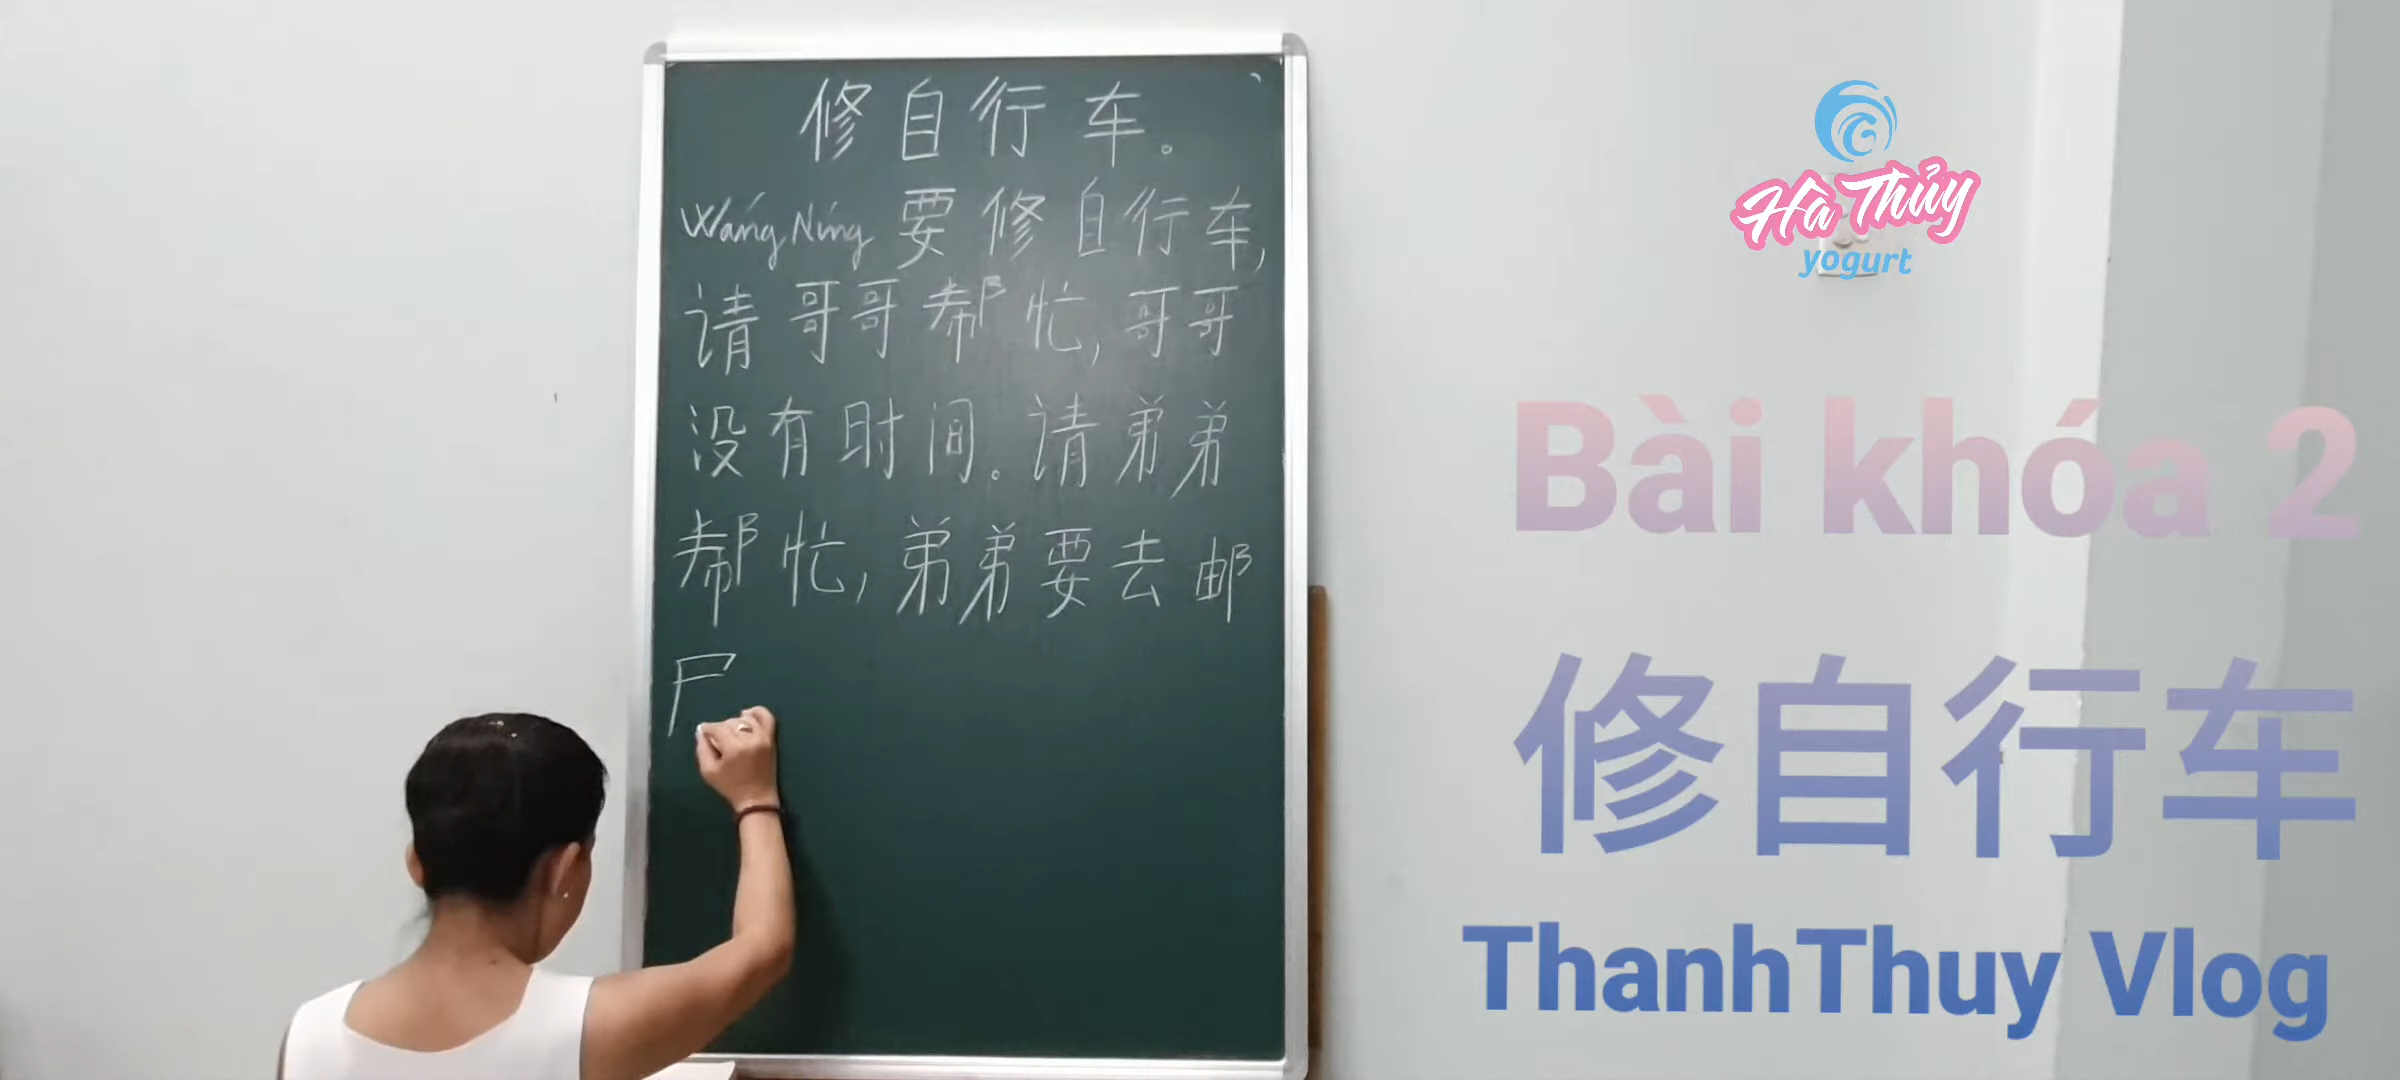 修自行车。
Wáng Níng 要修自行车,
请哥哥帮忙,哥哥
没有时间。请弟弟
帮忙,弟弟要去邮
Hà Thủy
yogurt
Bài khóa 2
修自行车
ThanhThuy Vlog